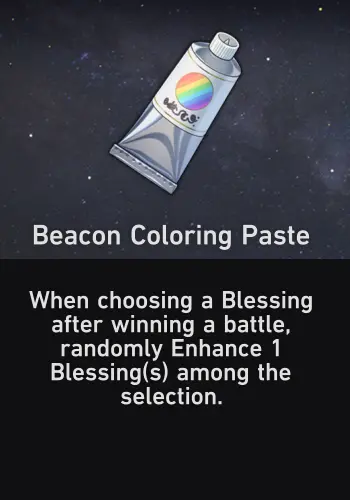 Beacon Coloring Paste
When choosing a Blessing
after winning a battle,
randomly Enhance 1
Blessing(s) among the
selection.